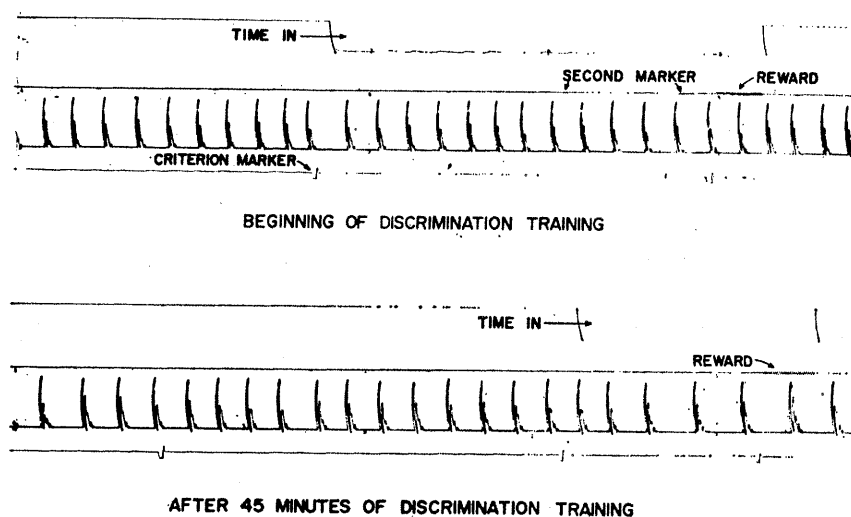 TIME IN
SECOND MARKER REWARD
CRITERION MARKER
BEGINNING OF DISCRIMINATION TRAINING
TIME IN
REWARD
AFTER 45 MINUTES OF DISCRIMINATION TRAINING